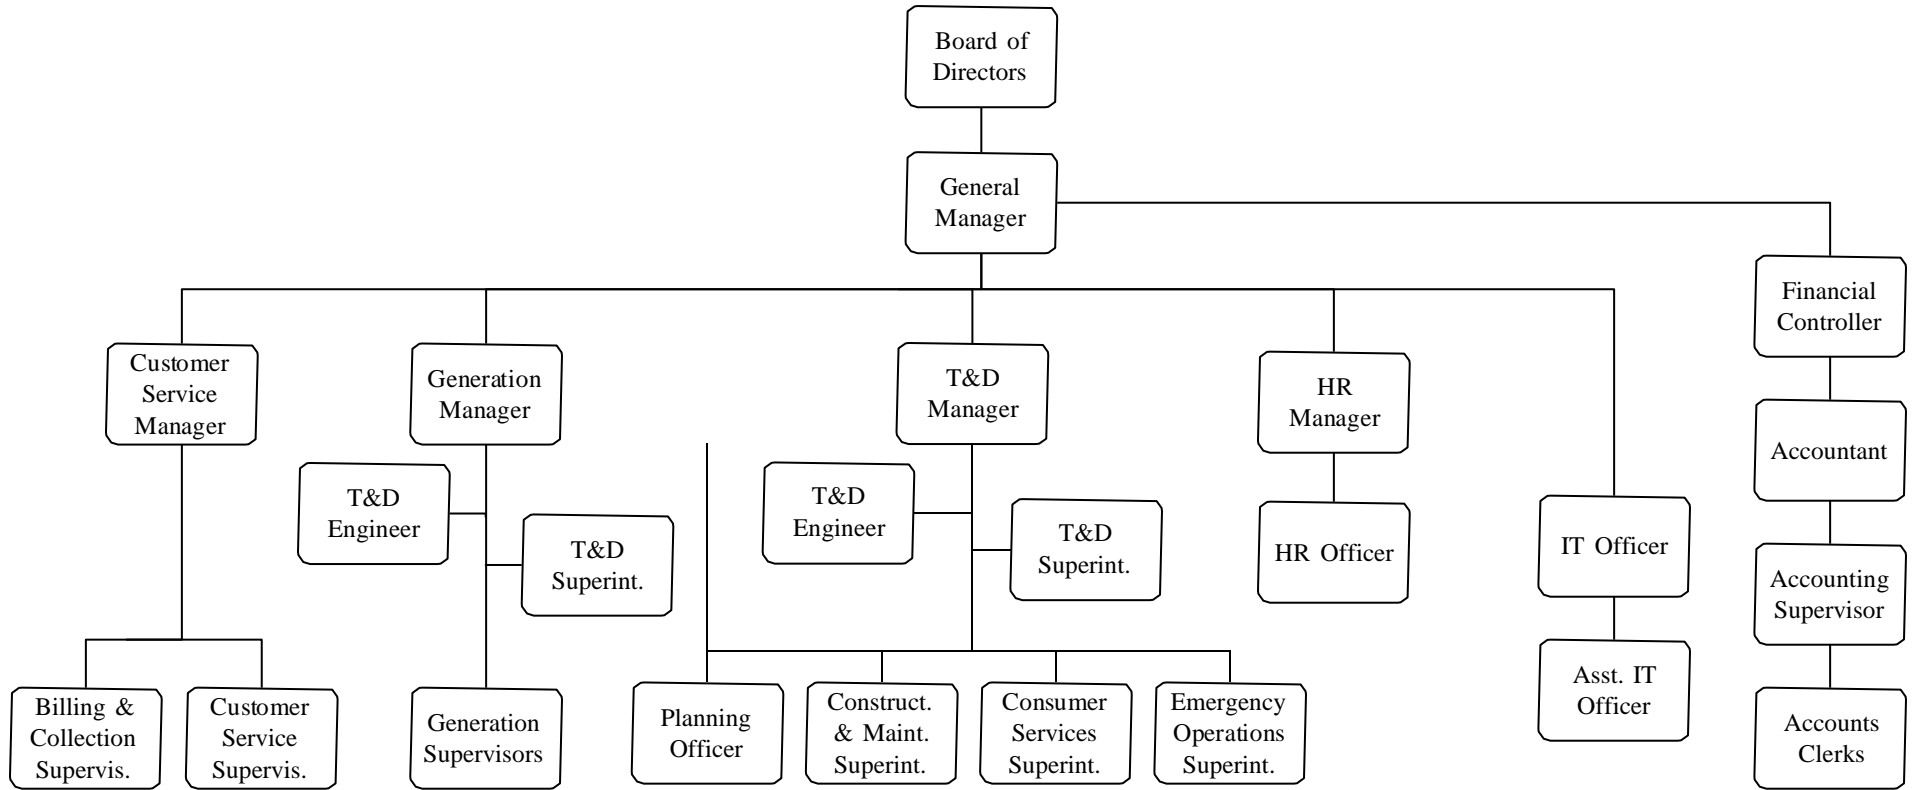 Board of
Directors
General
Manager
Financial
Controller
Customer
Service
Manager
Generation
Manager
T&D
Manager
HR
Manager
Accountant
T&D
Engineer
T&D
Superint.
T&D
Engineer
T&D
Superint.
HR Officer
IT Officer
Accounting
Supervisor
Asst. IT
Officer
Billing &
Collection
Supervis.
Customer
Service
Supervis.
Generation
Supervisors
Planning
Officer
Construct.
& Maint.
Superint.
Consumer
Services
Superint.
Emergency
Operations
Superint.
Accounts
Clerks